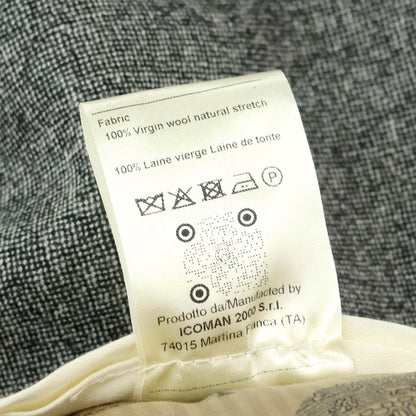 Fabric
100% Virgin wool natural stretch
100% Laine vierge Laine de tonte
P
Prodotto da/Manufacted by
ICOMAN 2000 S.r.l.
74015 Martina Franca (TA)